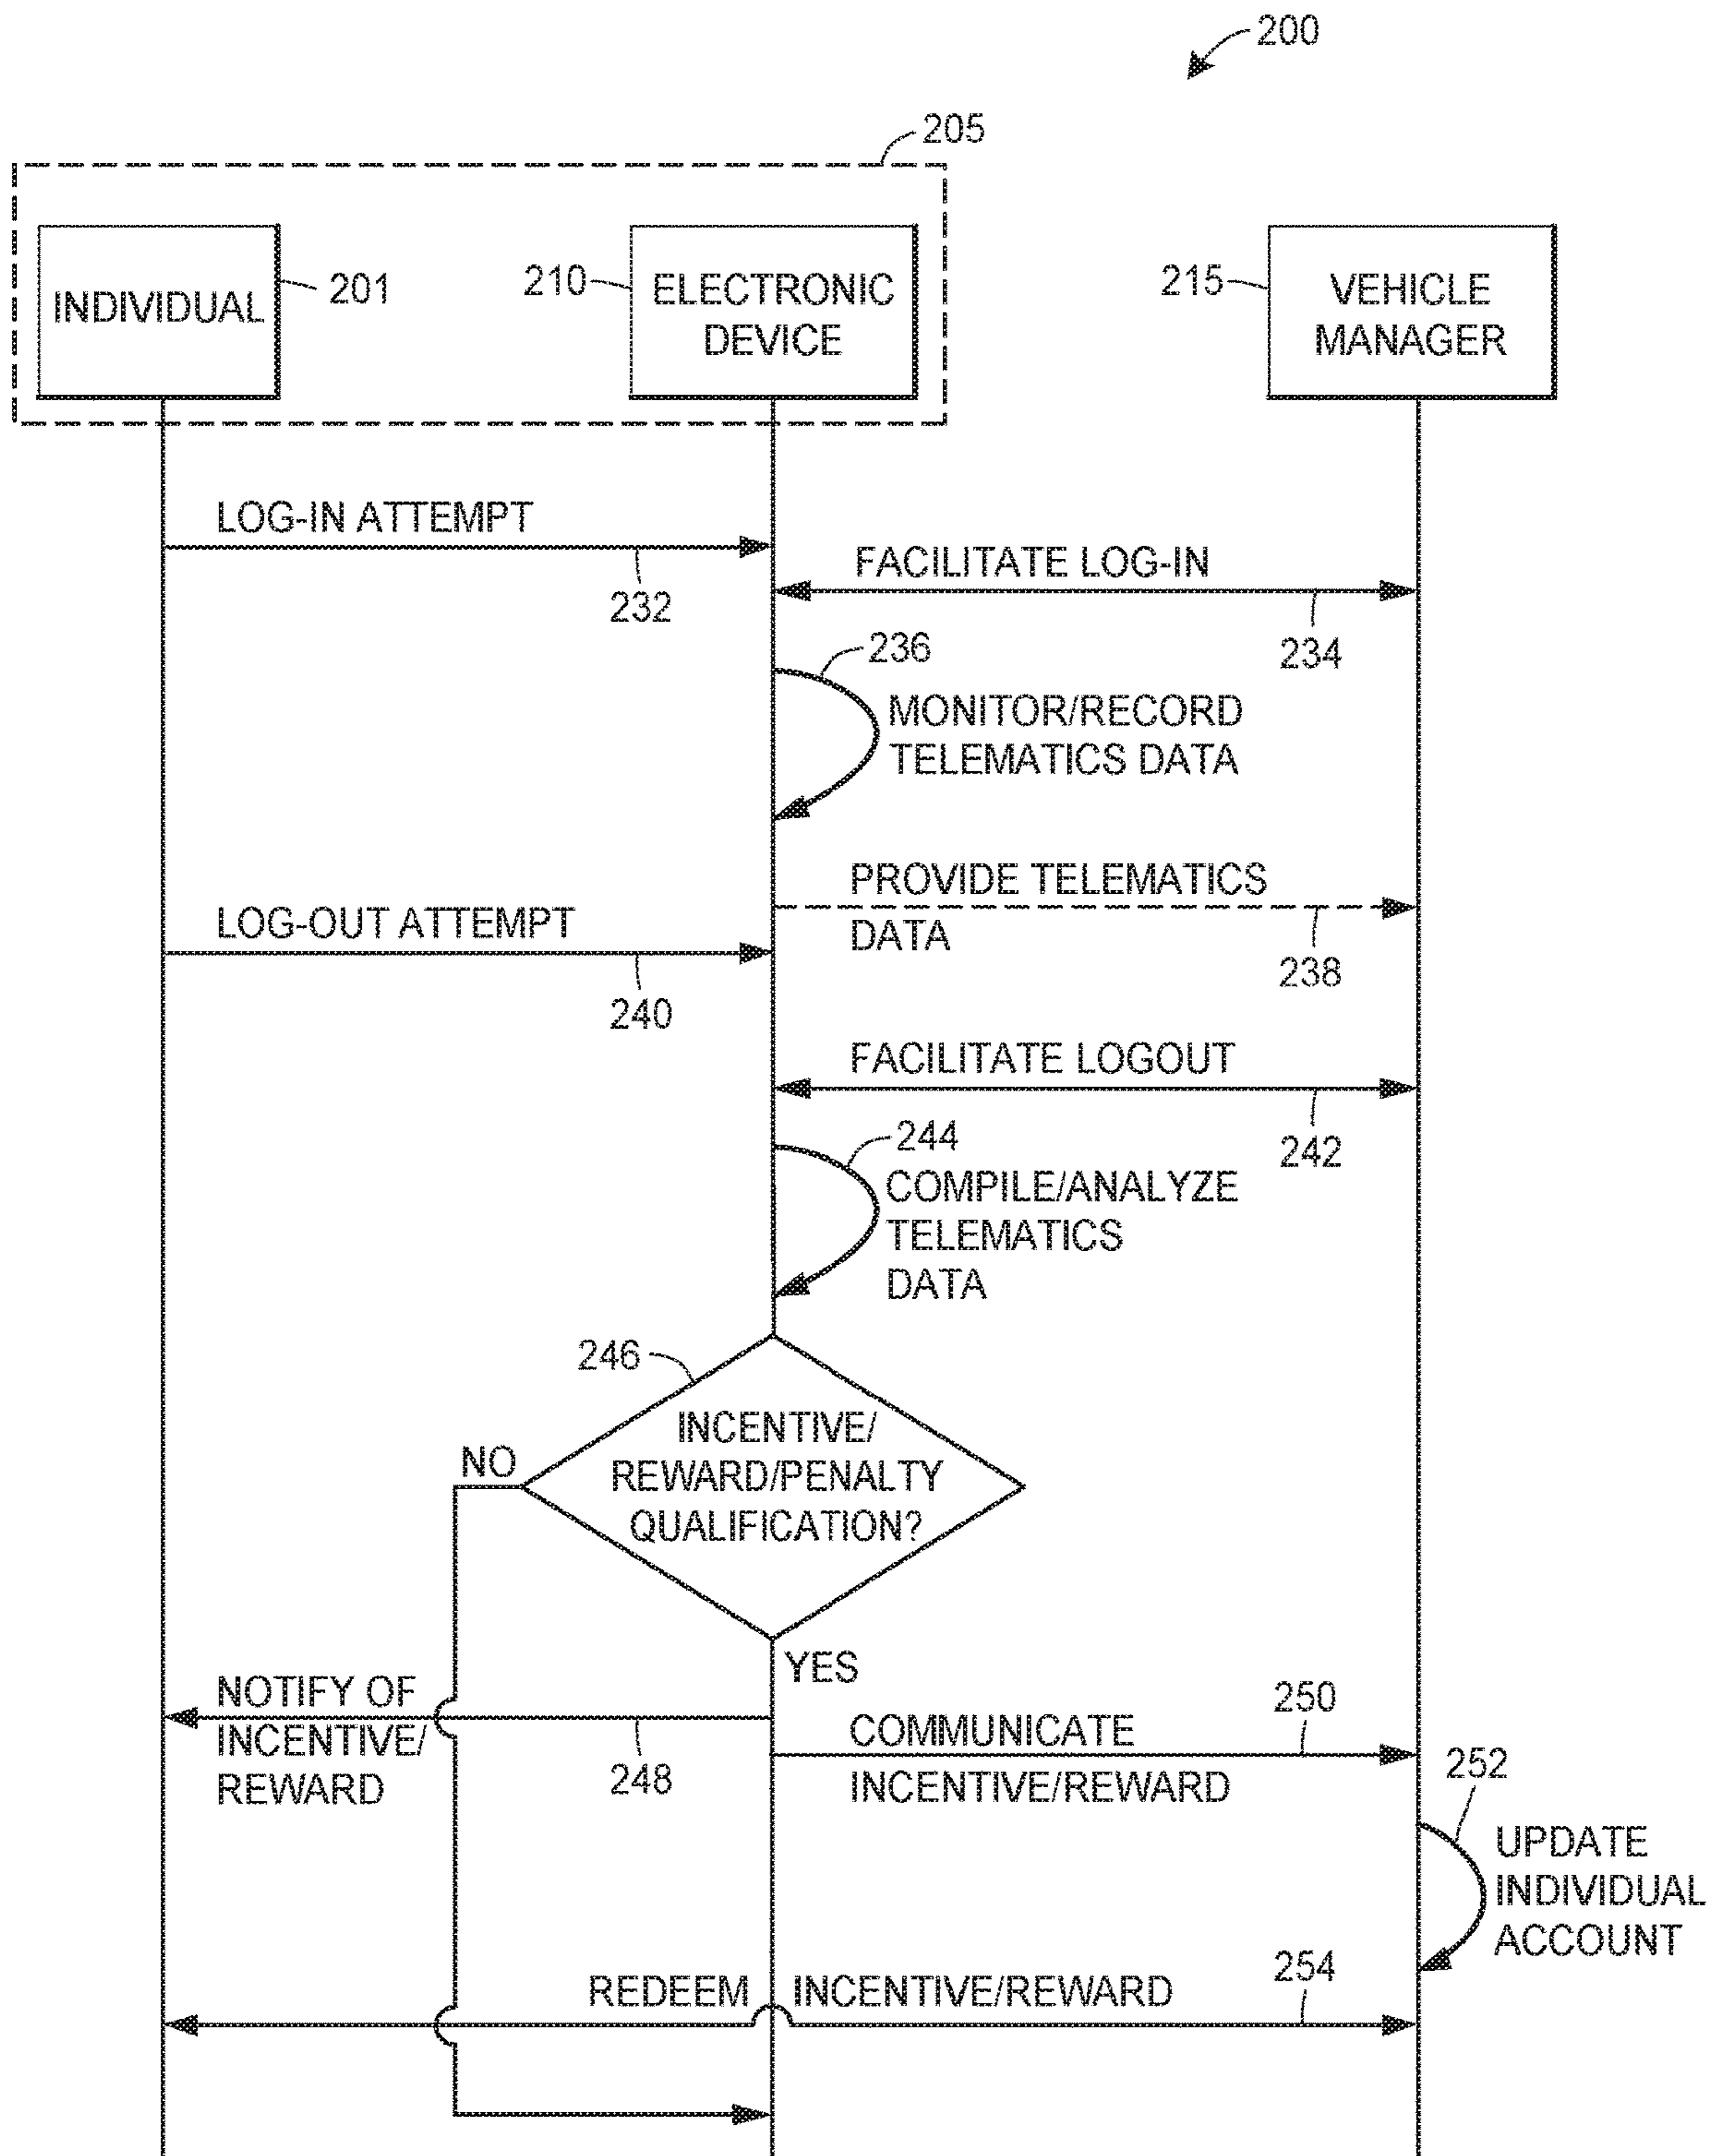 200
205
INDIVIDUAL
201
210
ELECTRONIC
DEVICE
215
VEHICLE
MANAGER
LOG-IN ATTEMPT
232
FACILITATE LOG-IN
234
236
MONITOR/RECORD
TELEMATICS DATA
PROVIDE TELEMATICS
DATA
238
LOG-OUT ATTEMPT
240
FACILITATE LOGOUT
242
244
COMPILE/ANALYZE
TELEMATICS
DATA
246
INCENTIVE/
REWARD/PENALTY
QUALIFICATION?
NO
YES
NOTIFY OF
INCENTIVE/
REWARD
248
COMMUNICATE
INCENTIVE/REWARD
250
252
UPDATE
INDIVIDUAL
ACCOUNT
REDEEM INCENTIVE/REWARD
254